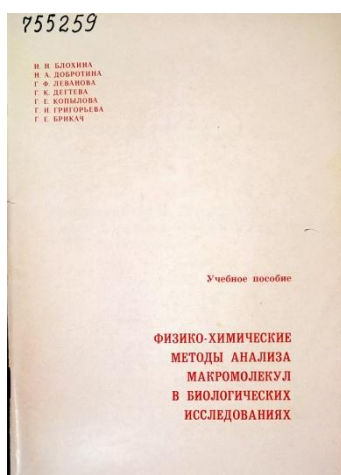 755259
И. Н. БЛОХИНА
Н. А. ДОБРОТИНА
Г. Ф. ЛЕВАНОВА
Г. К. ДЕГТЕВА
Г. Е. КОПЫЛОВА
Г. И. ГРИГОРЬЕВА
Г. Е. БРИКАЧ
Учебное пособие
ФИЗИКО-ХИМИЧЕСКИЕ
МЕТОДЫ АНАЛИЗА
МАКРОМОЛЕКУЛ
В БИОЛОГИЧЕСКИХ
ИССЛЕДОВАНИЯХ